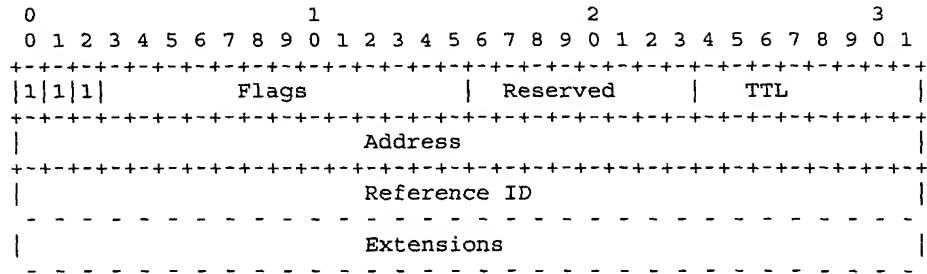 0                   1                   2                   3
 0 1 2 3 4 5 6 7 8 9 0 1 2 3 4 5 6 7 8 9 0 1 2 3 4 5 6 7 8 9 0 1
+-+-+-+-+-+-+-+-+-+-+-+-+-+-+-+-+-+-+-+-+-+-+-+-+-+-+-+-+-+-+-+-+
|1|1|1|         Flags           |   Reserved    |      TTL      |
+-+-+-+-+-+-+-+-+-+-+-+-+-+-+-+-+-+-+-+-+-+-+-+-+-+-+-+-+-+-+-+-+
|                        Address                                |
+-+-+-+-+-+-+-+-+-+-+-+-+-+-+-+-+-+-+-+-+-+-+-+-+-+-+-+-+-+-+-+-+
|                        Reference ID                           |
 - - - - - - - - - - - - - - - - - - - - - - - - - - - - - - - -
|                        Extensions                             |
 - - - - - - - - - - - - - - - - - - - - - - - - - - - - - - - -